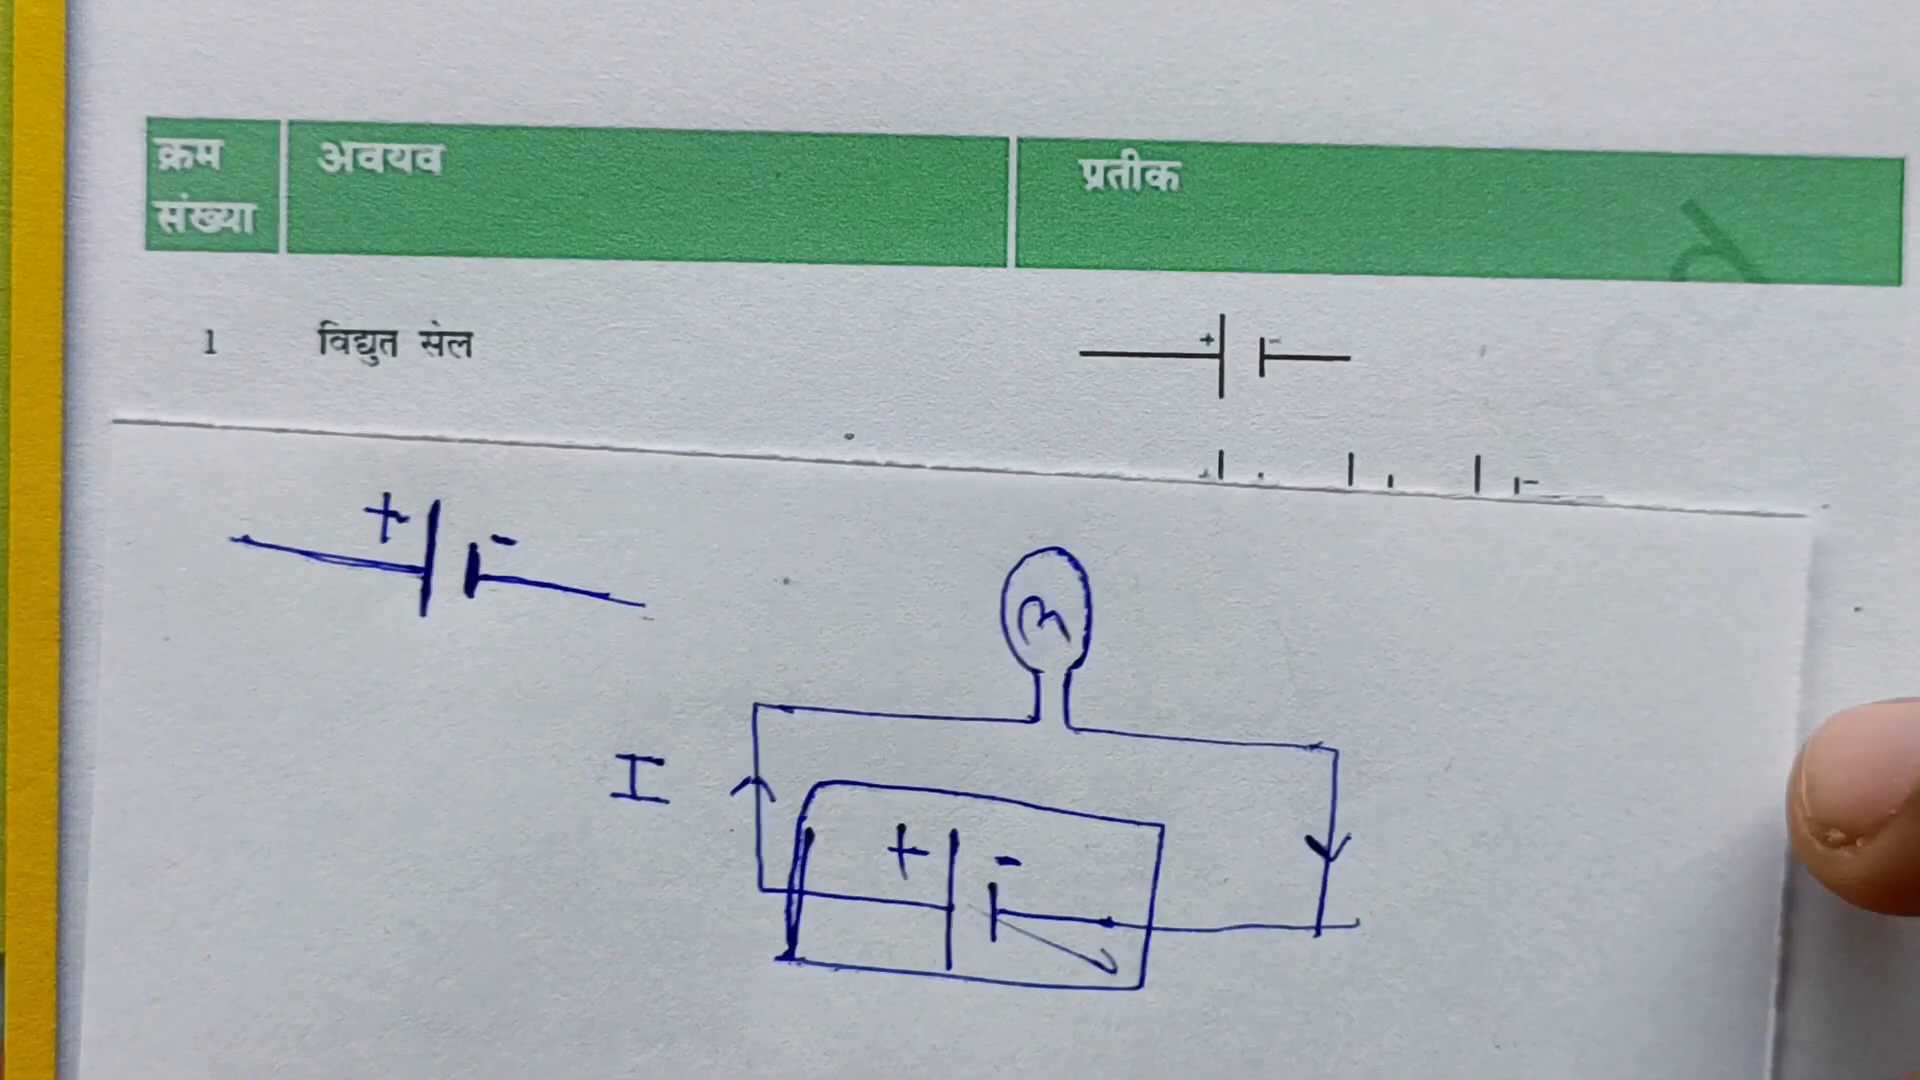 क्रम संख्या
अवयव
प्रतीक
1 विद्युत सेल
+ -
+ -
I
+ -